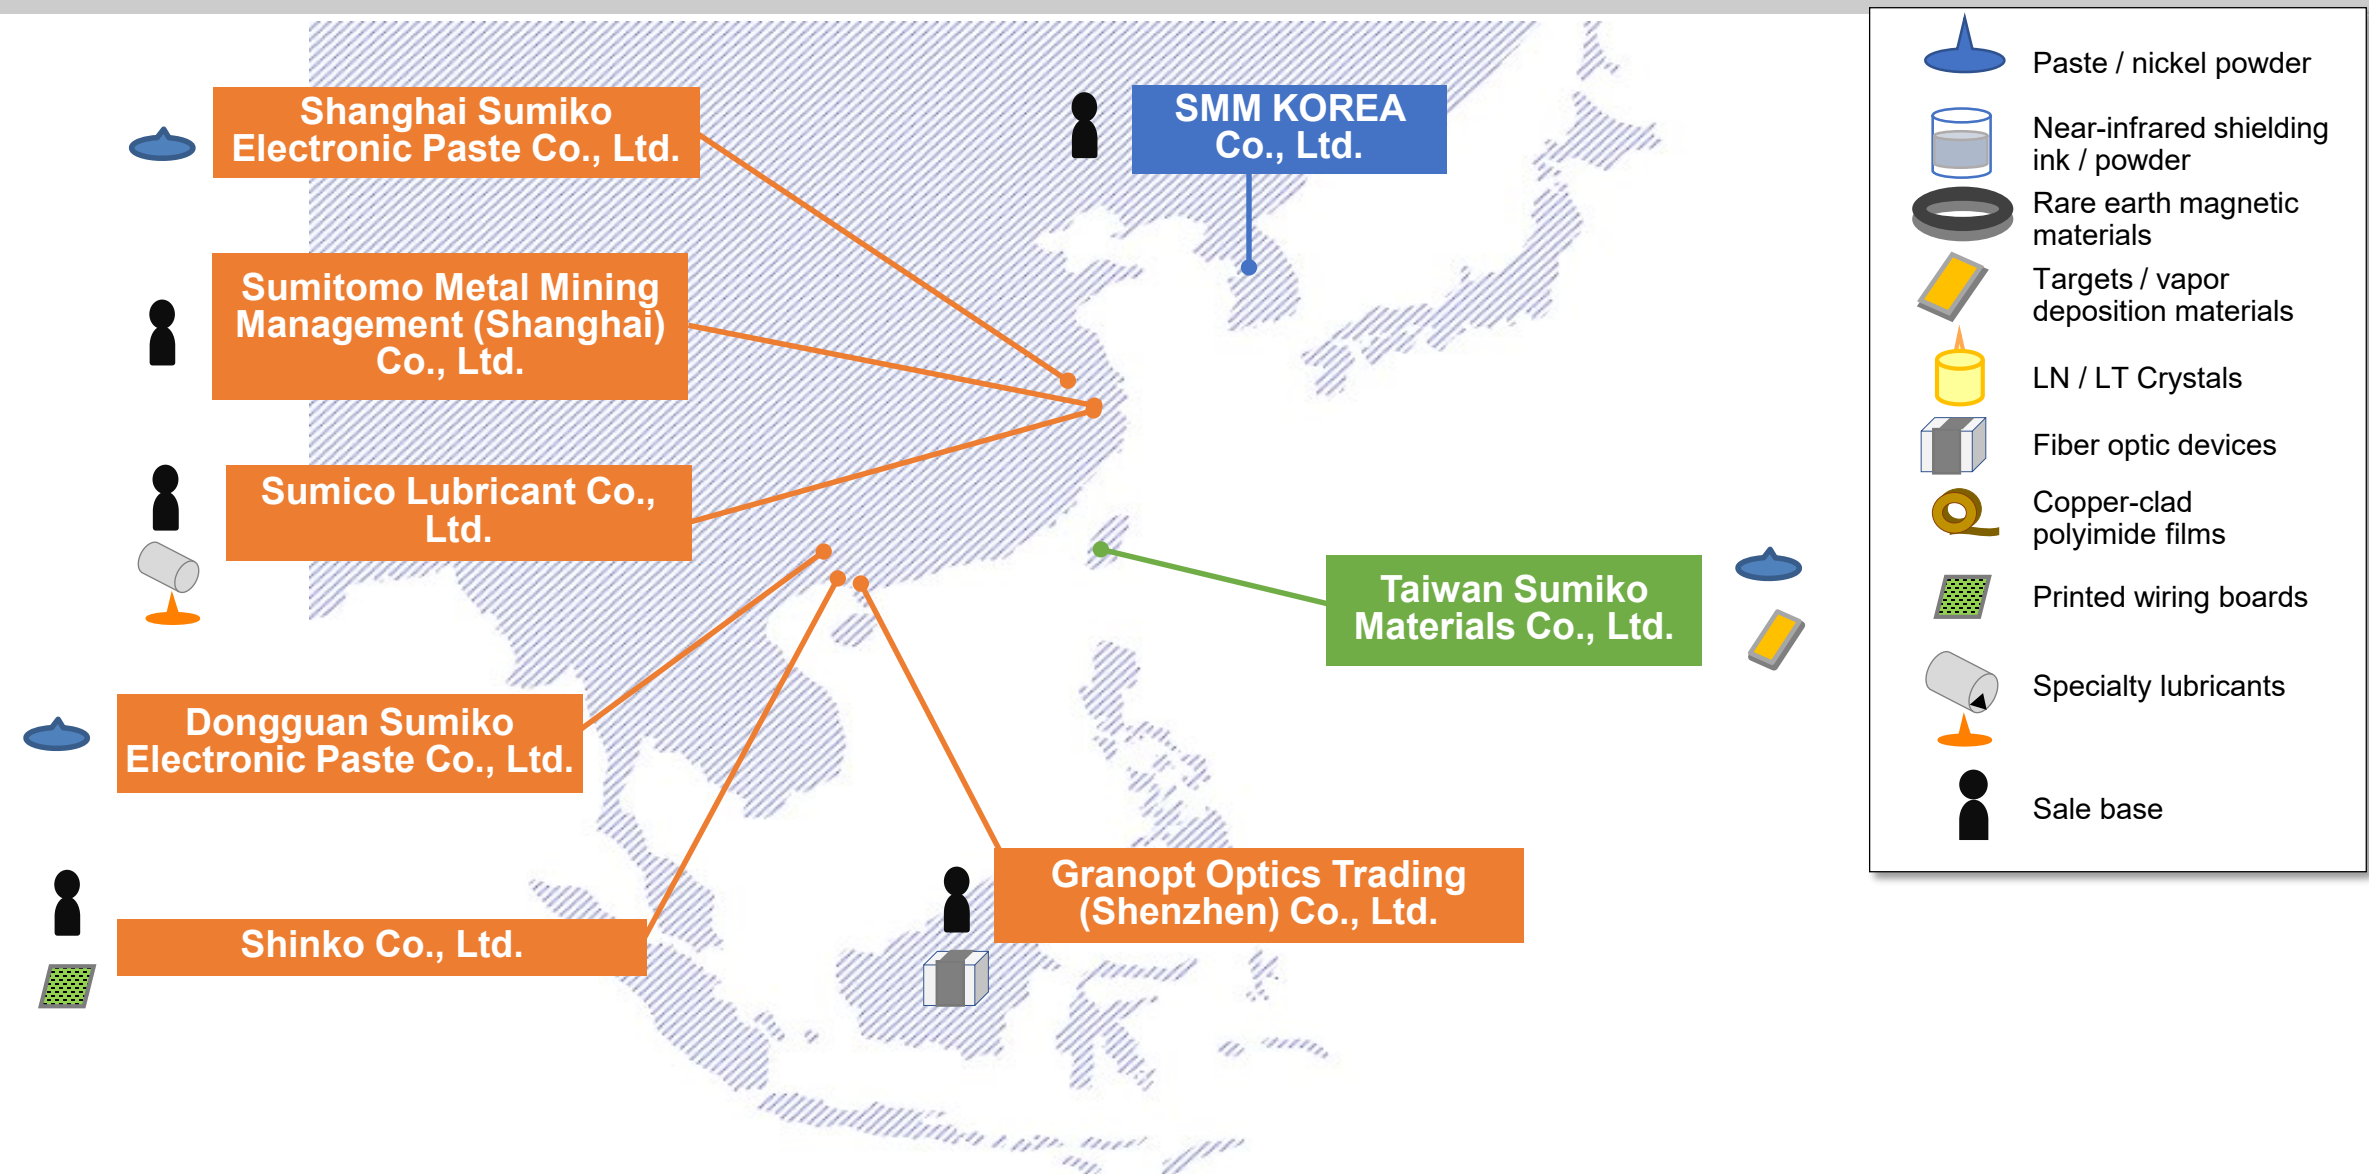 Shanghai Sumiko
Electronic Paste Co., Ltd.
SMM KOREA
Co., Ltd.
Sumitomo Metal Mining
Management (Shanghai)
Co., Ltd.
Sumico Lubricant Co.,
Ltd.
Taiwan Sumiko
Materials Co., Ltd.
Dongguan Sumiko
Electronic Paste Co., Ltd.
Granopt Optics Trading
(Shenzhen) Co., Ltd.
Shinko Co., Ltd.
Paste / nickel powder
Near-infrared shielding
ink / powder
Rare earth magnetic
materials
Targets / vapor
deposition materials
LN / LT Crystals
Fiber optic devices
Copper-clad
polyimide films
Printed wiring boards
Specialty lubricants
Sale base